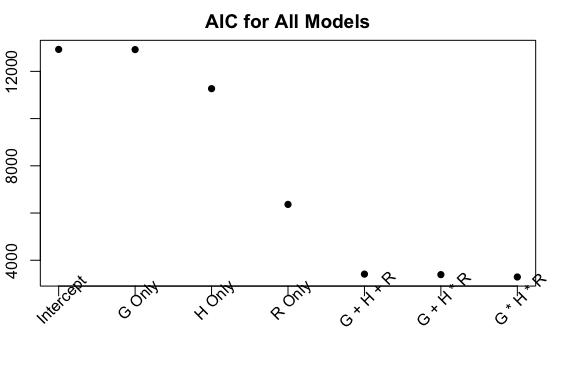 AIC for All Models
12000
8000
4000
Intercept
G Only
H Only
R Only
G + H + R
G + H * R
G * H * R